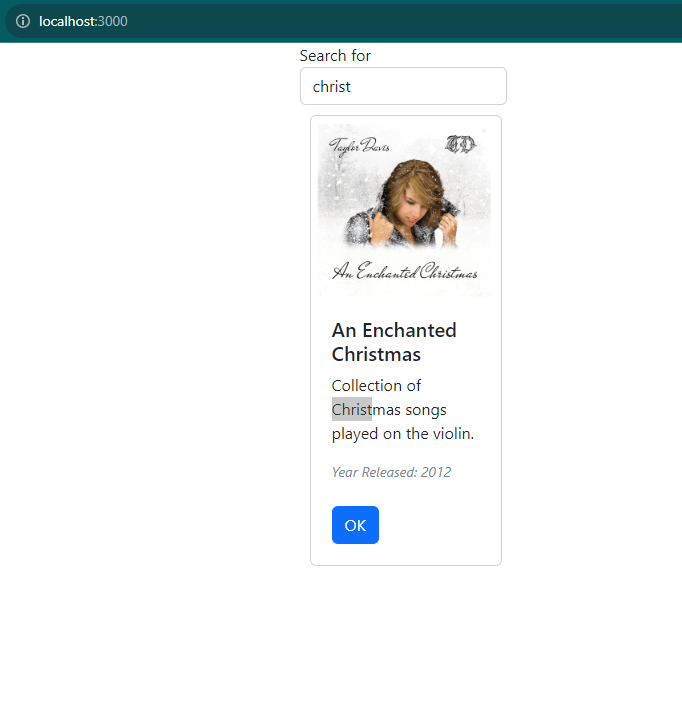 localhost:3000
Search for
christ
Taylor Davis
TD
An Enchanted Christmas
An Enchanted
Christmas
Collection of
Christmas songs
played on the violin.
Year Released: 2012
OK